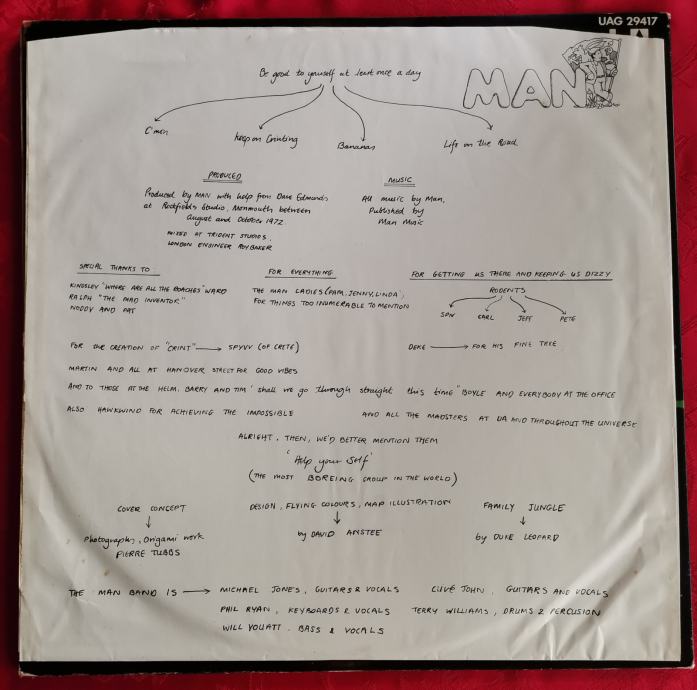 UAG 29417
UA
MAN
Be good to yourself at least once a day
C'mon
Keep on Crinting
Bananas
Life on the Road
PRODUCED
Produced by MAN with help from Dave Edmunds
at Rockfield Studio, Monmouth between
August and October 1972.
MIXED AT TRIDENT STUDIOS,
LONDON ENGINEER ROY BAKER
MUSIC
All music by Man,
Published by
Man Music
SPECIAL THANKS TO
KINGSLEY "WHERE ARE ALL THE ROACHES" WARD
RALPH "THE MAD INVENTOR"
NODDY AND PAT
FOR EVERYTHING
THE MAN LADIES (PAM, JENNY, LINDA)
FOR THINGS TOO INUMERABLE TO MENTION
FOR GETTING US THERE AND KEEPING US DIZZY
RODENTS
SPIV CARL JEFF PETE
FOR THE CREATION OF "CRINT" SPYVV (OF CRETE)
DEKE FOR HIS PINE TREE
MARTIN AND ALL AT HANOVER STREET FOR GOOD VIBES
AND TO THOSE AT THE HELM, BARRY AND TIM 'shall we go through straight this time" BOYLE AND EVERYBODY AT THE OFFICE
ALSO HAWKWIND FOR ACHIEVING THE IMPOSSIBLE AND ALL THE MADSTERS AT UA AND THROUGHOUT THE UNIVERSE
ALRIGHT, THEN, WE'D BETTER MENTION THEM
'Help your Self'
(THE MOST BOREING GROUP IN THE WORLD)
COVER CONCEPT
Photographs, Origami work
PIERRE TUBBS
DESIGN, FLYING COLOURS, MAP ILLUSTRATION
by DAVID ANSTEE
FAMILY JUNGLE
by DUKE LEOPARD
THE MAN BAND IS MICHAEL JONES, GUITARS & VOCALS CLIVE JOHN, GUITARS AND VOCALS
PHIL RYAN, KEYBOARDS & VOCALS TERRY WILLIAMS, DRUMS & PERCUSION
WILL YOUATT. BASS & VOCALS